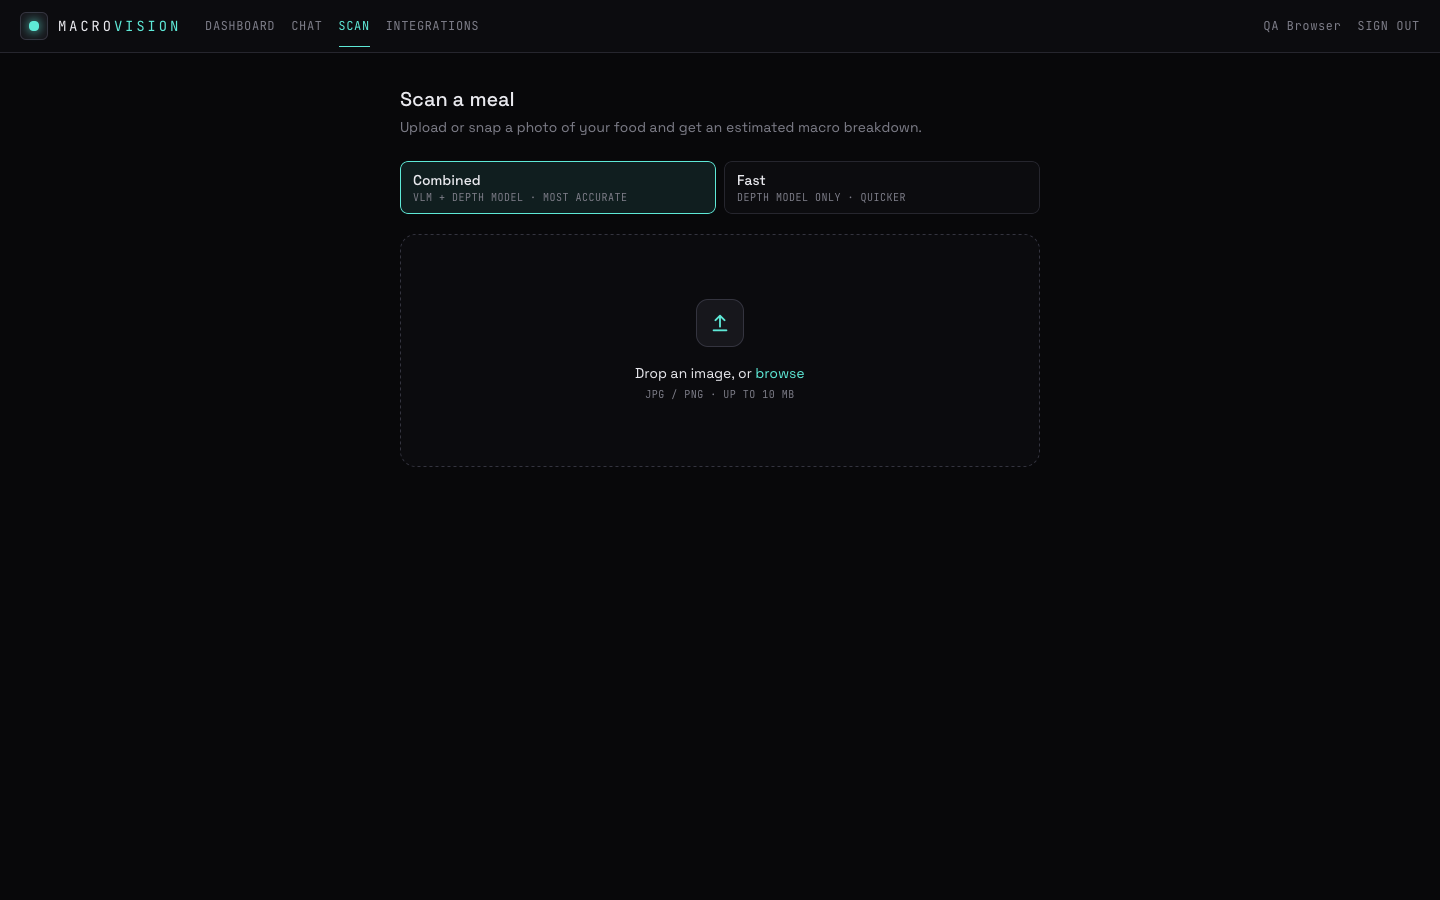 MACROVISION DASHBOARD CHAT SCAN INTEGRATIONS QA Browser SIGN OUT
Scan a meal
Upload or snap a photo of your food and get an estimated macro breakdown.
Combined
VLM + DEPTH MODEL · MOST ACCURATE
Fast
DEPTH MODEL ONLY · QUICKER
Drop an image, or browse
JPG / PNG · UP TO 10 MB